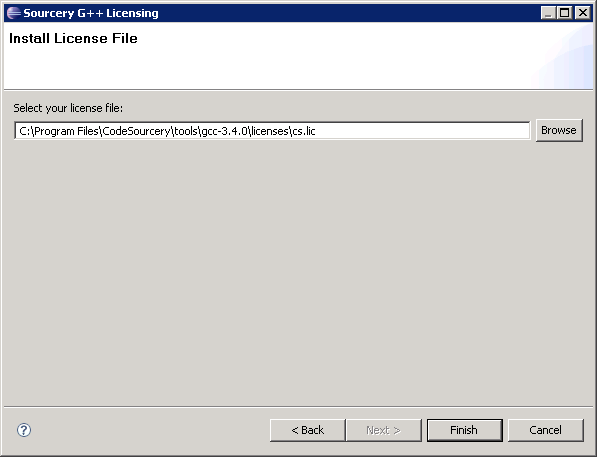 Sourcery G++ Licensing
Install License File
Select your license file:
C:\Program Files\CodeSourcery\tools\gcc-3.4.0\licenses\cs.lic
Browse
?
< Back
Next >
Finish
Cancel